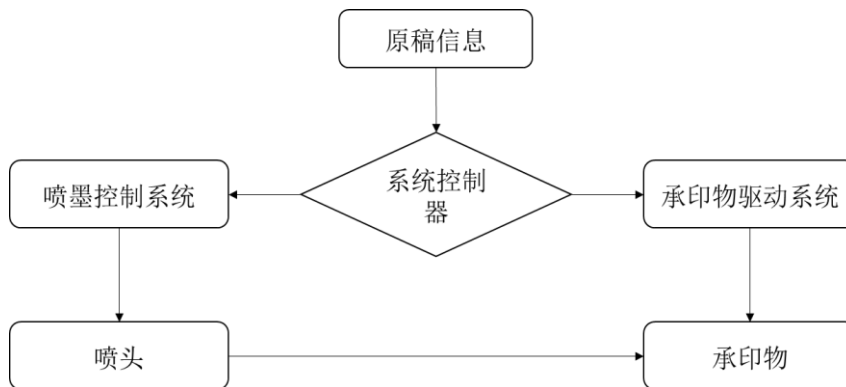 原稿信息
系统控制
器
喷墨控制系统
承印物驱动系统
喷头
承印物